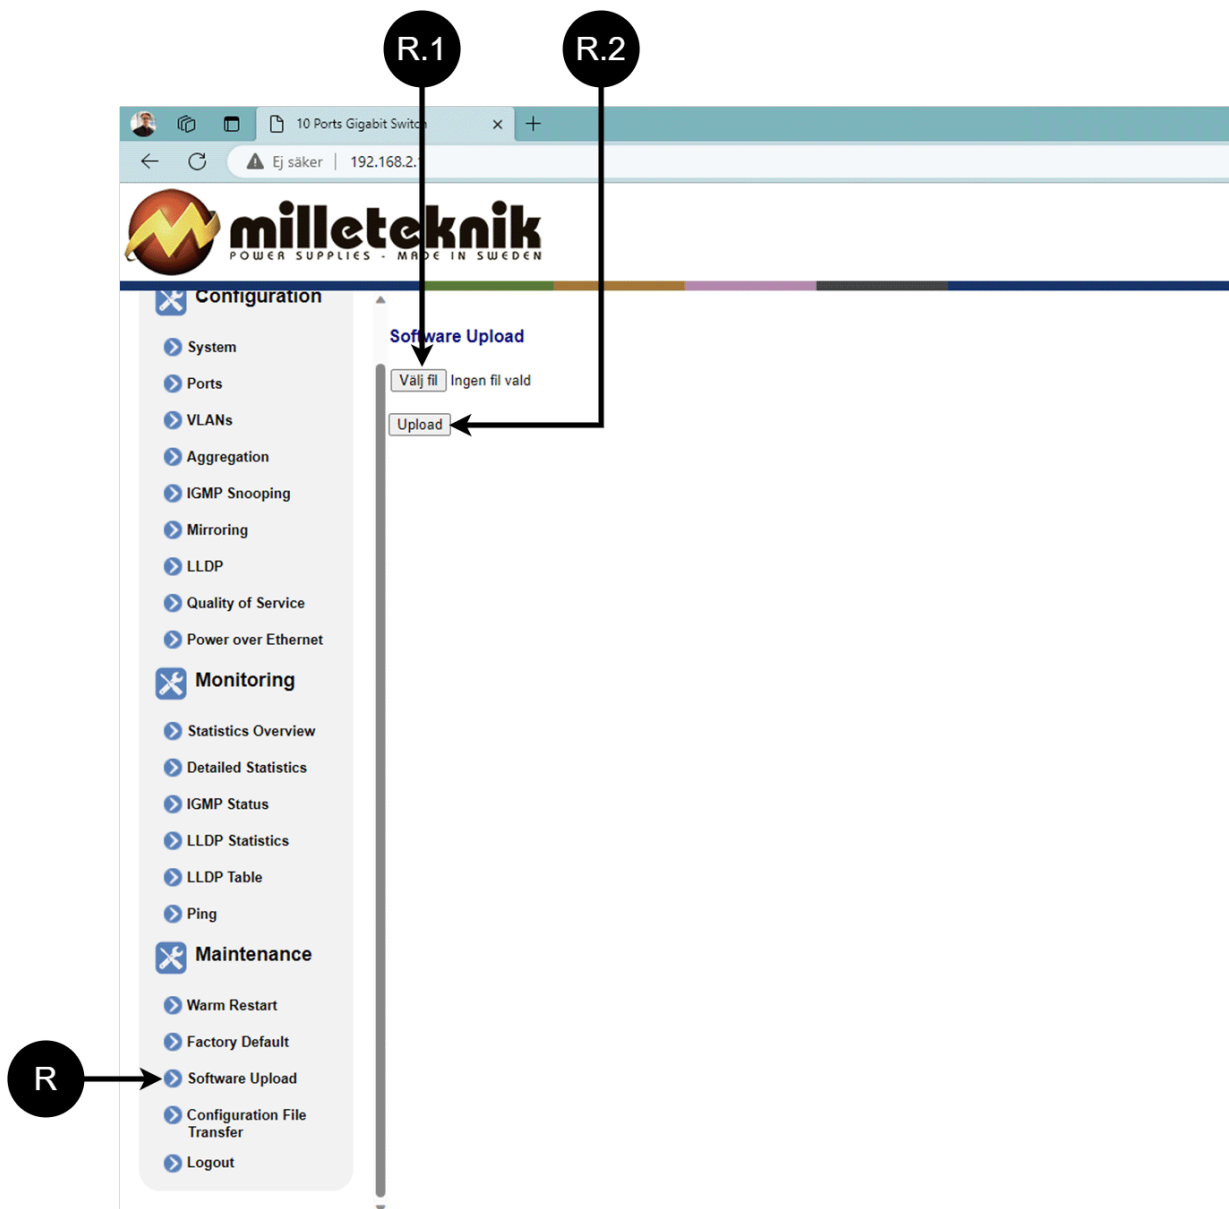 R.1
R.2
10 Ports Gigabit Switch
Ej säker
192.168.2.
milleteknik
POWER SUPPLIES - MADE IN SWEDEN
Configuration
System
Ports
VLANs
Aggregation
IGMP Snooping
Mirroring
LLDP
Quality of Service
Power over Ethernet
Monitoring
Statistics Overview
Detailed Statistics
IGMP Status
LLDP Statistics
LLDP Table
Ping
Maintenance
Warm Restart
Factory Default
R
Software Upload
Configuration File
Transfer
Logout
Software Upload
Välj fil Ingen fil vald
Upload